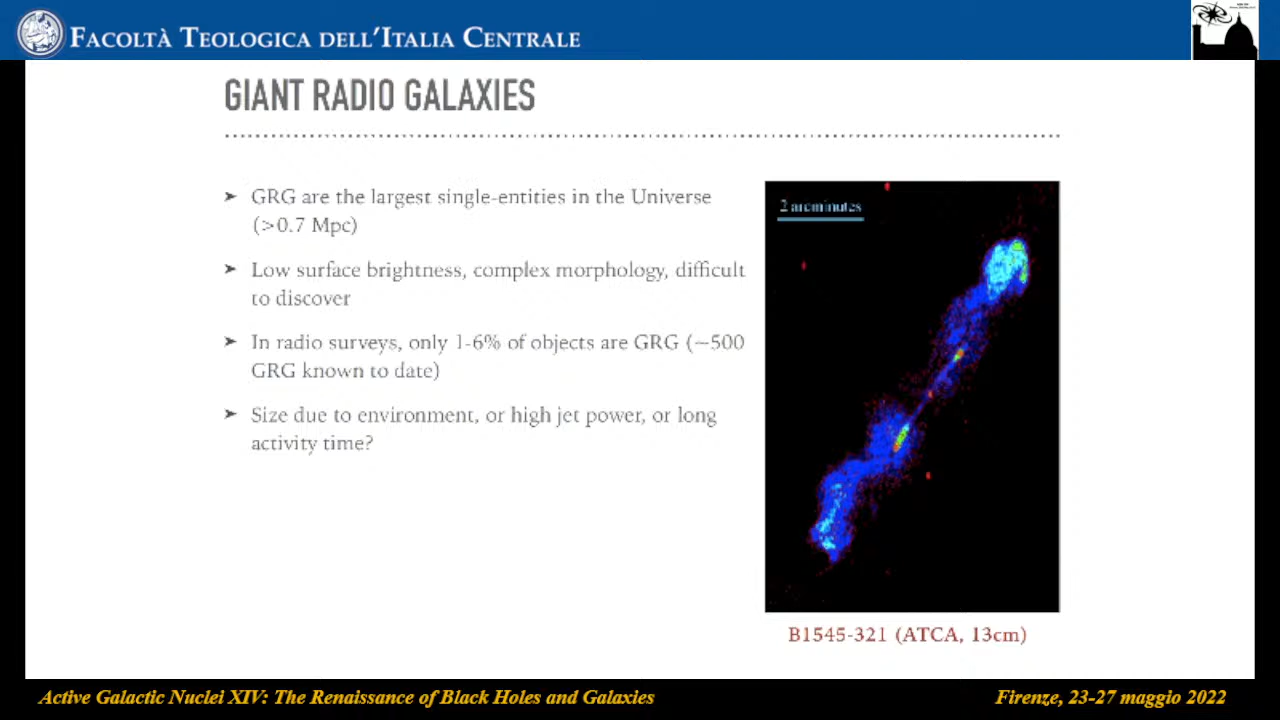 FACOLTÀ TEOLOGICA DELL'ITALIA CENTRALE
GIANT RADIO GALAXIES
➤ GRG are the largest single-entities in the Universe
(>0.7 Mpc)
➤ Low surface brightness, complex morphology, difficult
to discover
➤ In radio surveys, only 1-6% of objects are GRG (~500
GRG known to date)
➤ Size due to environment, or high jet power, or long
activity time?
2 arcminutes
B1545-321 (ATCA, 13cm)
Active Galactic Nuclei XIV: The Renaissance of Black Holes and Galaxies
Firenze, 23-27 maggio 2022